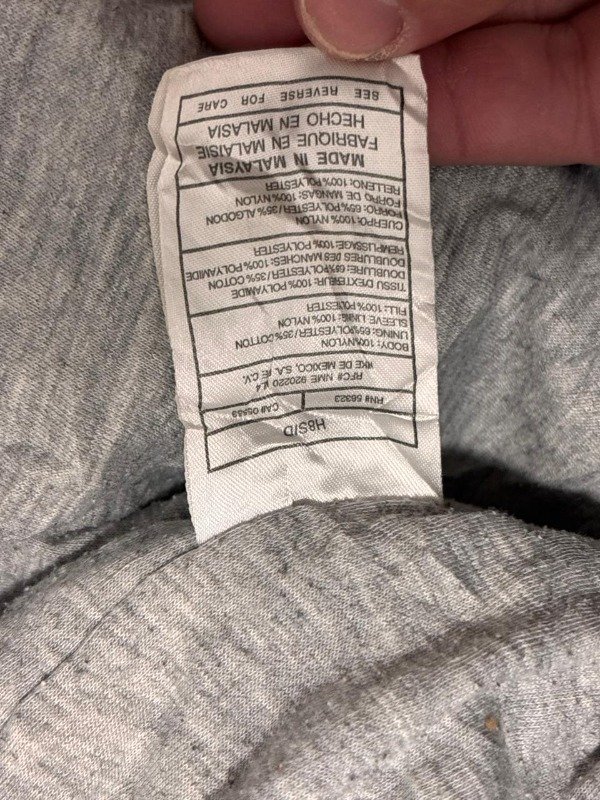 H8S/D
RN# 56323 CA# 05553
RFC# NME 920220
NIKE DE MEXICO, S.A. DE C.V.
BODY: 100% NYLON
LINING: 65% POLYESTER / 35% COTTON
SLEEVE LINING: 100% NYLON
FILL: 100% POLYESTER
TISSU D'EXTERIEUR: 100% POLYAMIDE
DOUBLURE: 65% POLYESTER / 35% COTON
DOUBLURES DES MANCHES: 100% POLYAMIDE
REMPLISSAGE: 100% POLYESTER
CUERPO: 100% NYLON
FORRO: 65% POLYESTER / 35% ALGODON
FORRO DE MANGAS: 100% NYLON
RELLENO: 100% POLYESTER
MADE IN MALAYSIA
FABRIQUE EN MALAISIE
HECHO EN MALASIA
SEE REVERSE FOR CARE